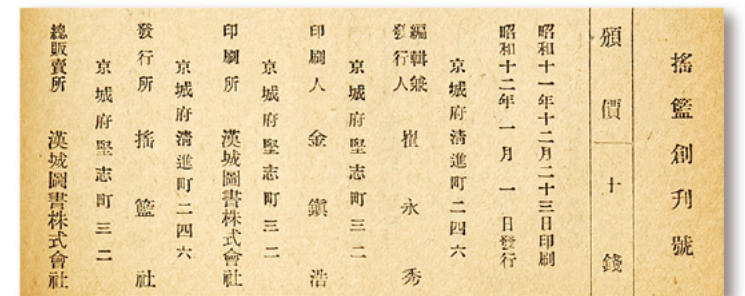 搖籃創刊號
頒價 十錢
昭和十一年十二月二十三日印刷
昭和十二年一月一日發行
京城府淸進町二四六
編輯兼發行人 崔永秀
京城府堅志町三二
印刷人 金鎭浩
京城府堅志町三二
印刷所 漢城圖書株式會社
京城府淸進町二四六
發行所 搖籃社
京城府堅志町三二
總販賣所 漢城圖書株式會社